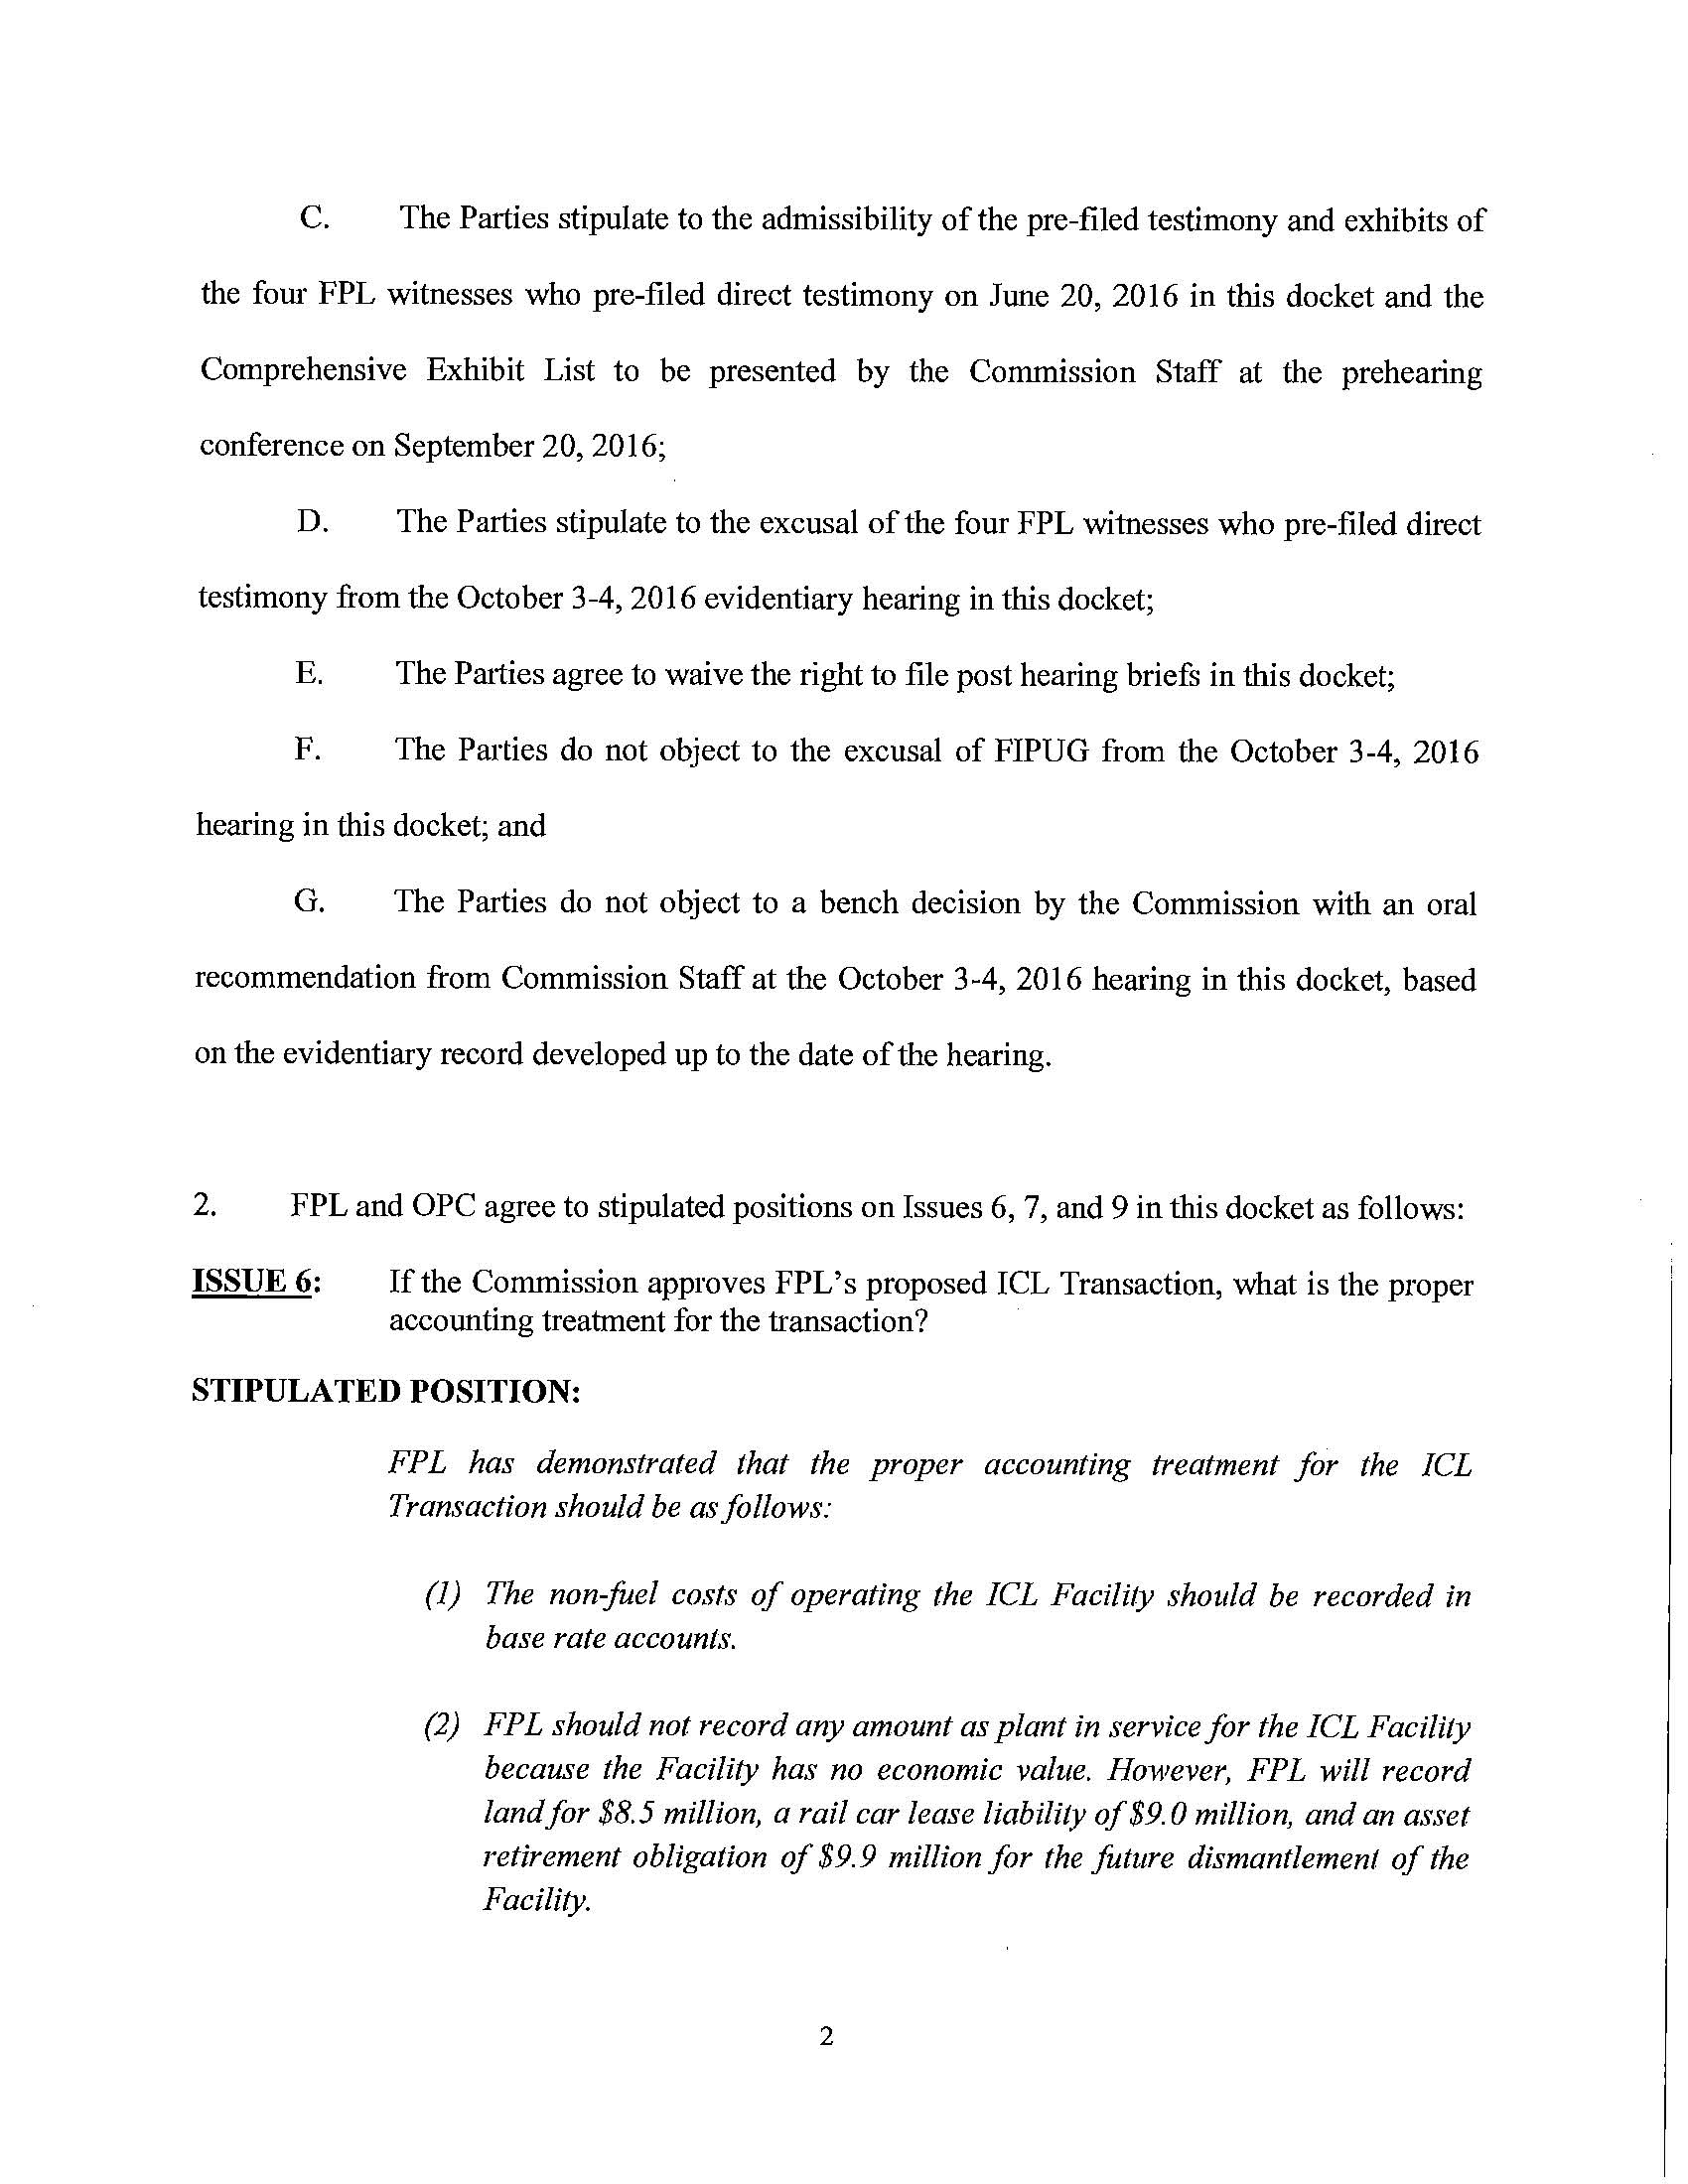 C. The Parties stipulate to the admissibility of the pre-filed testimony and exhibits of
the four FPL witnesses who pre-filed direct testimony on June 20, 2016 in this docket and the
Comprehensive Exhibit List to be presented by the Commission Staff at the prehearing
conference on September 20, 2016;
D. The Parties stipulate to the excusal of the four FPL witnesses who pre-filed direct
testimony from the October 3-4, 2016 evidentiary hearing in this docket;
E. The Parties agree to waive the right to file post hearing briefs in this docket;
F. The Parties do not object to the excusal of FIPUG from the October 3-4, 2016
hearing in this docket; and
G. The Parties do not object to a bench decision by the Commission with an oral
recommendation from Commission Staff at the October 3-4, 2016 hearing in this docket, based
on the evidentiary record developed up to the date of the hearing.
2. FPL and OPC agree to stipulated positions on Issues 6, 7, and 9 in this docket as follows:
ISSUE 6: If the Commission approves FPL's proposed ICL Transaction, what is the proper
accounting treatment for the transaction?
STIPULATED POSITION:
FPL has demonstrated that the proper accounting treatment for the ICL
Transaction should be as follows:
(1) The non-fuel costs of operating the ICL Facility should be recorded in
base rate accounts.
(2) FPL should not record any amount as plant in service for the ICL Facility
because the Facility has no economic value. However, FPL will record
land for $8.5 million, a rail car lease liability of $9.0 million, and an asset
retirement obligation of $9.9 million for the future dismantlement of the
Facility.
2